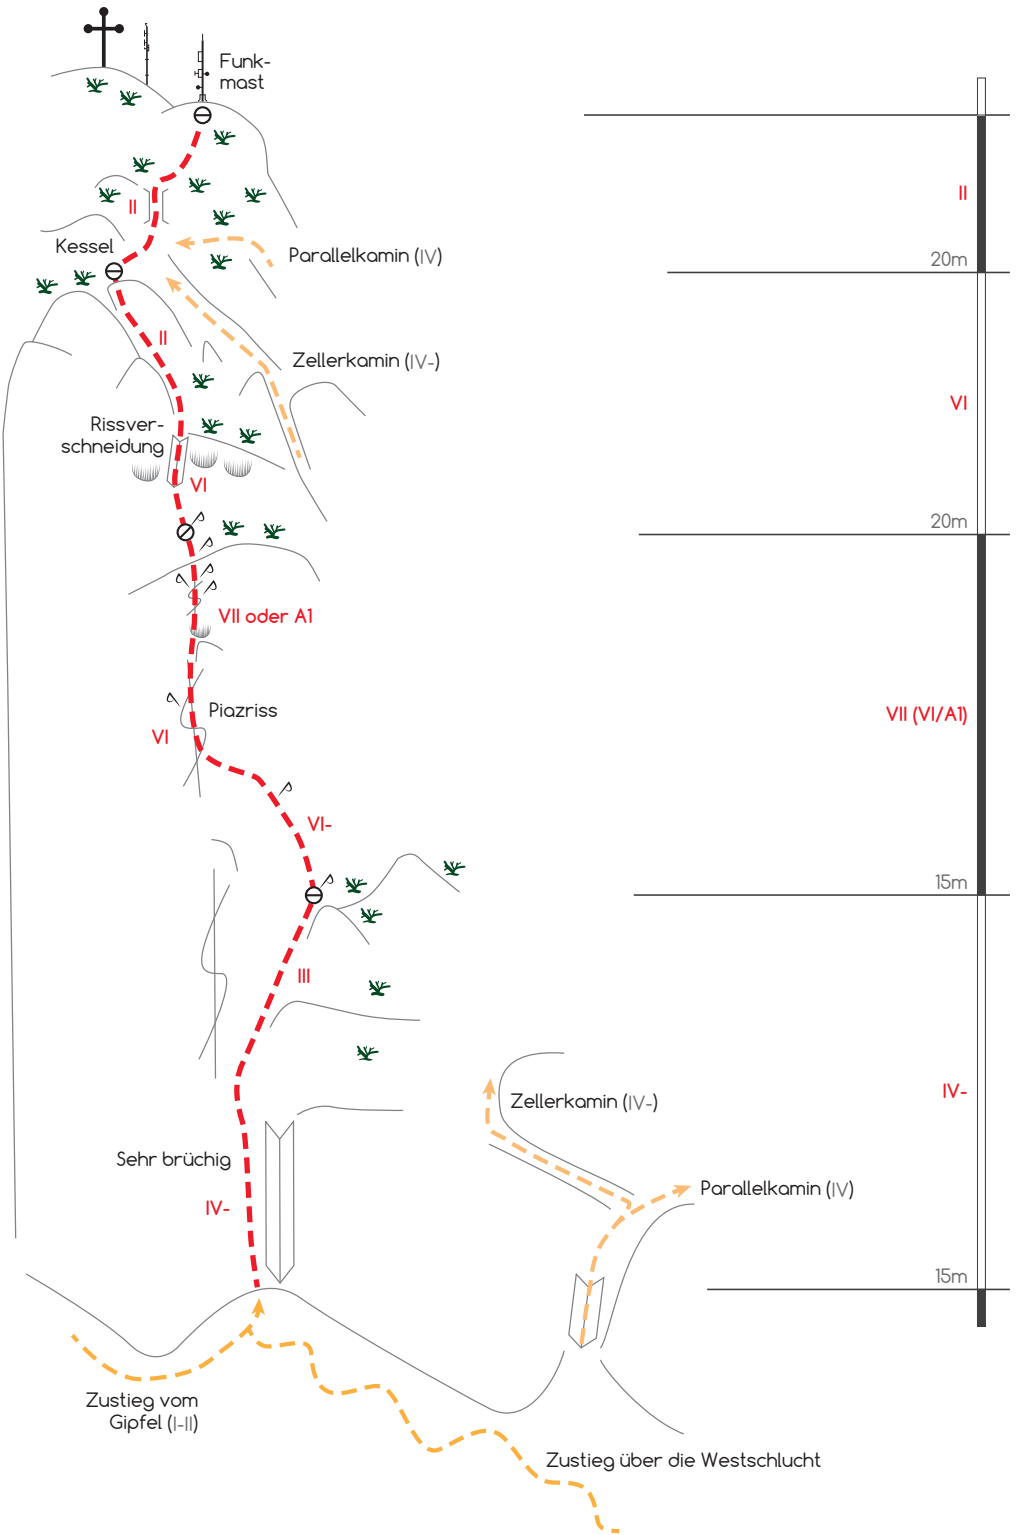 Funk-
mast
II
II
Kessel
Parallelkamin (IV)
20m
II
Zellerkamin (IV-)
VI
Rissver-
schneidung
VI
20m
VII oder A1
Piazriss
VII (VI/A1)
VI
VI-
15m
III
IV-
Zellerkamin (IV-)
Sehr brüchig
Parallelkamin (IV)
IV-
15m
Zustieg vom
Gipfel (I-II)
Zustieg über die Westschlucht